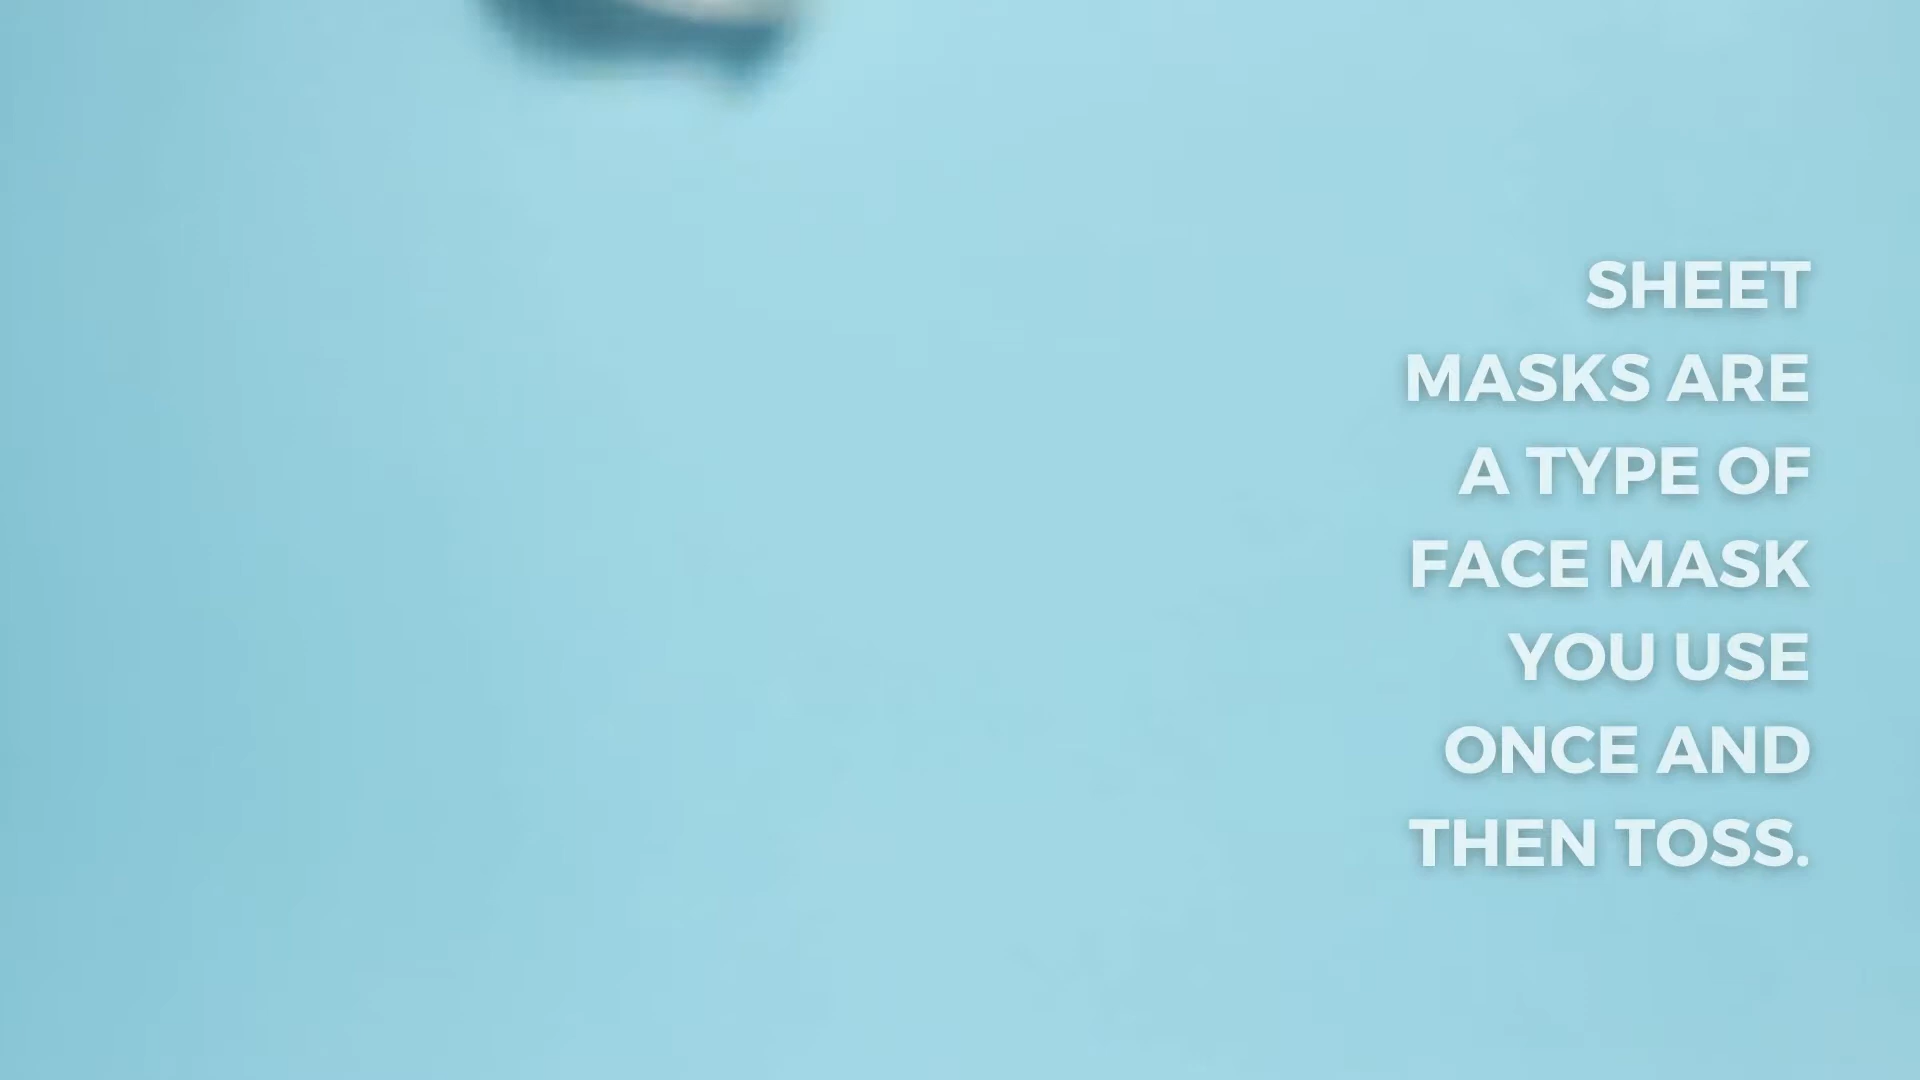 SHEET
MASKS ARE
A TYPE OF
FACE MASK
YOU USE
ONCE AND
THEN TOSS.